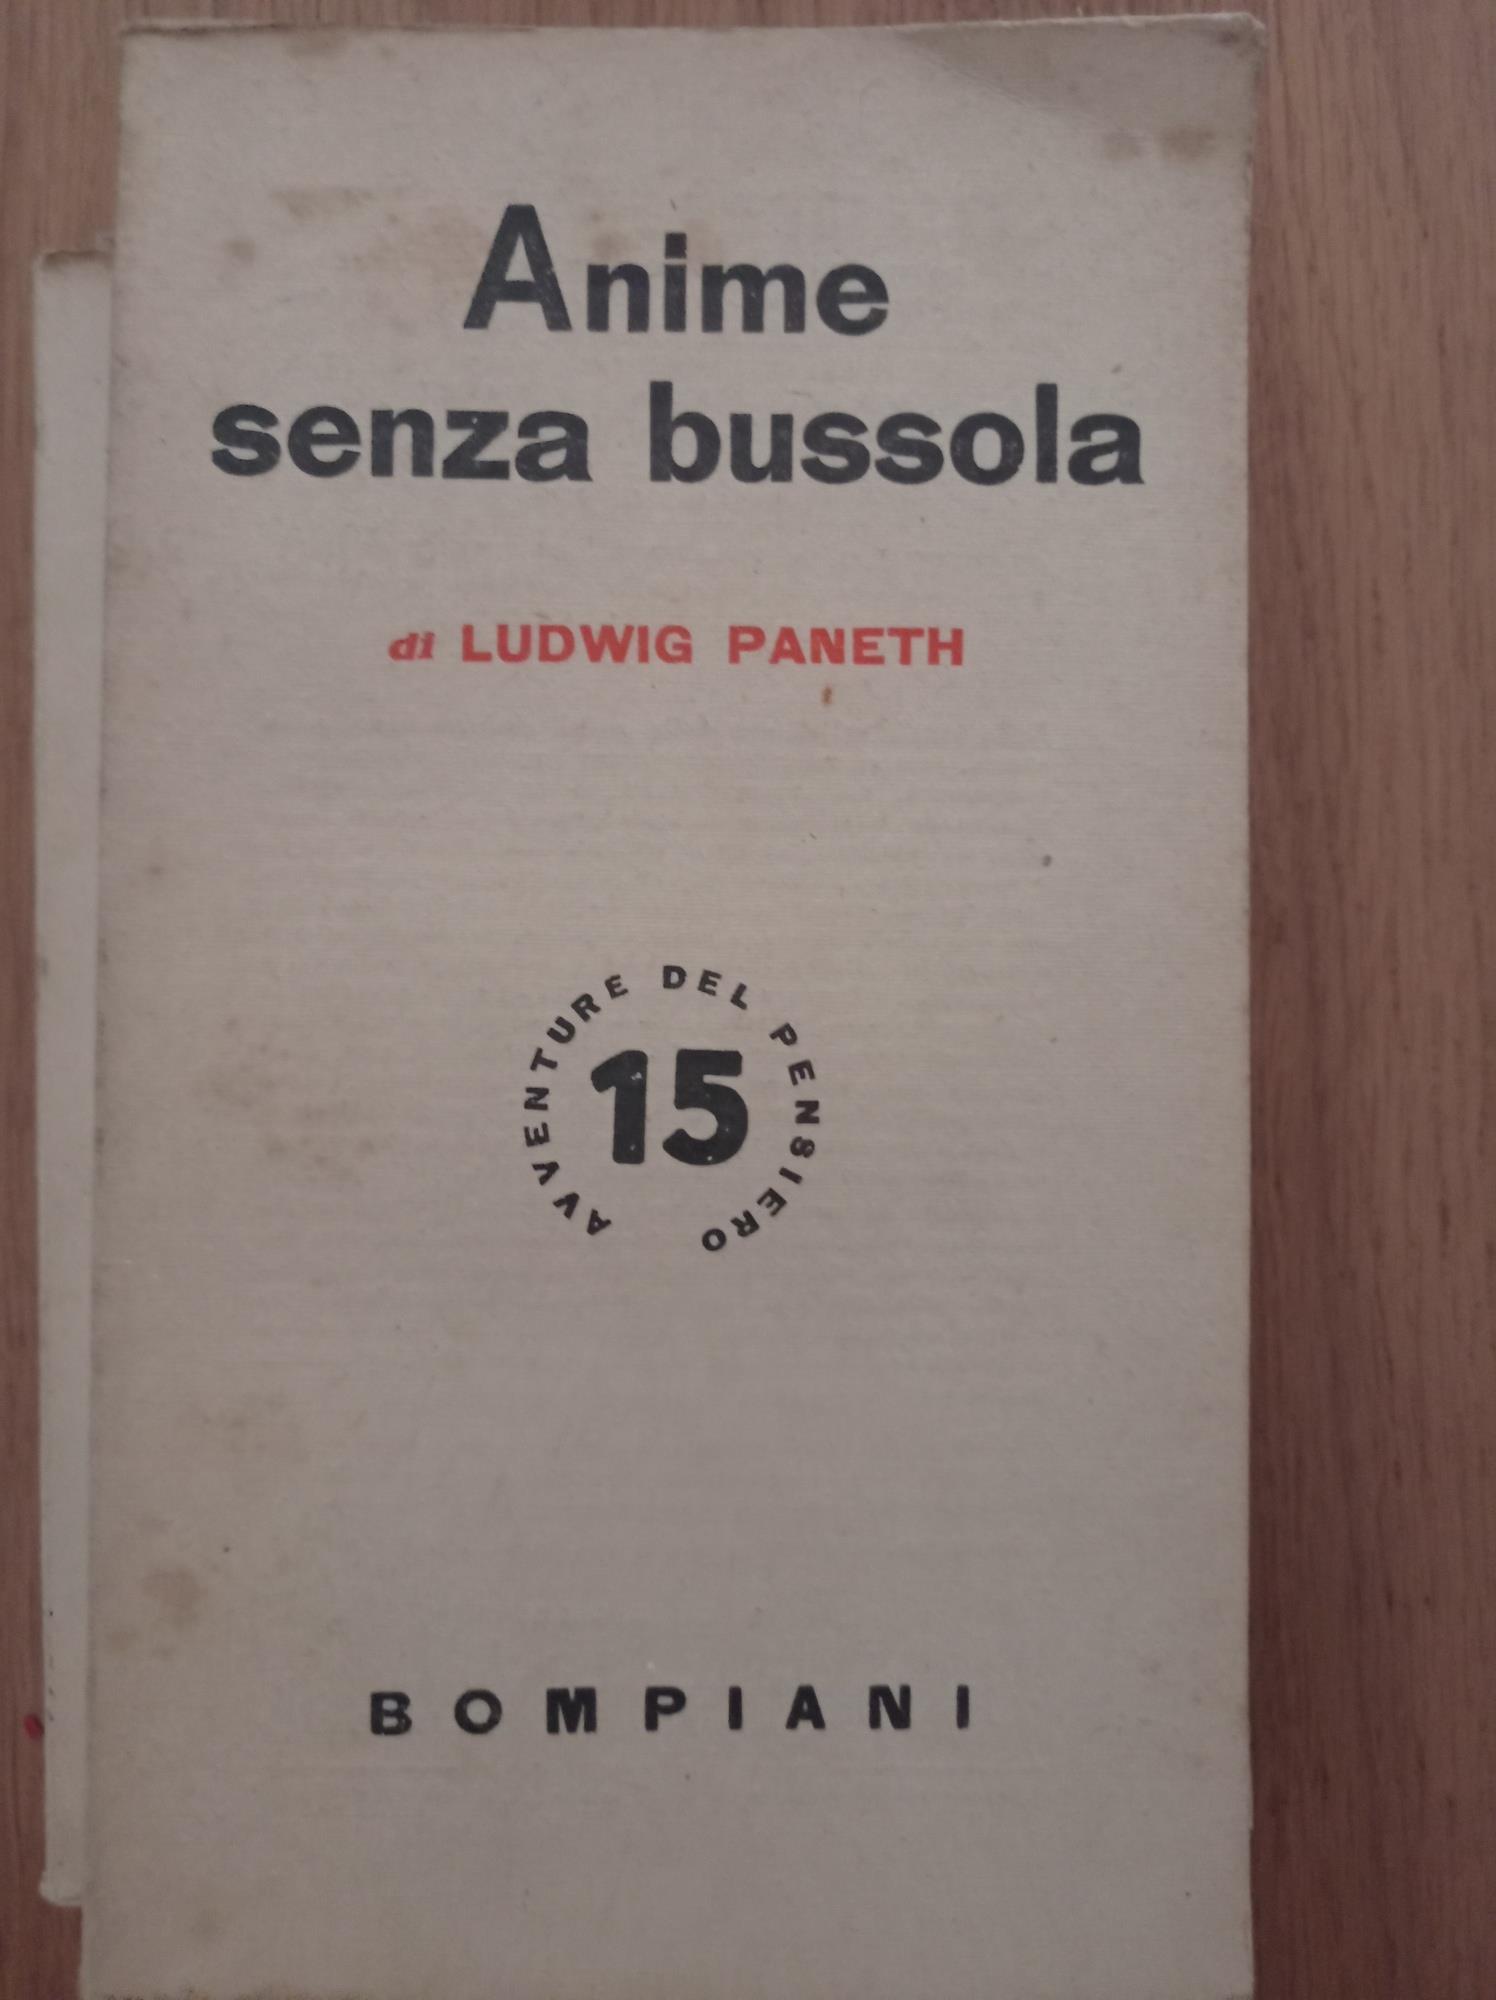 Anime
senza bussola
di LUDWIG PANETH
AVVENTURE DEL PENSIERO
15
BOMPIANI